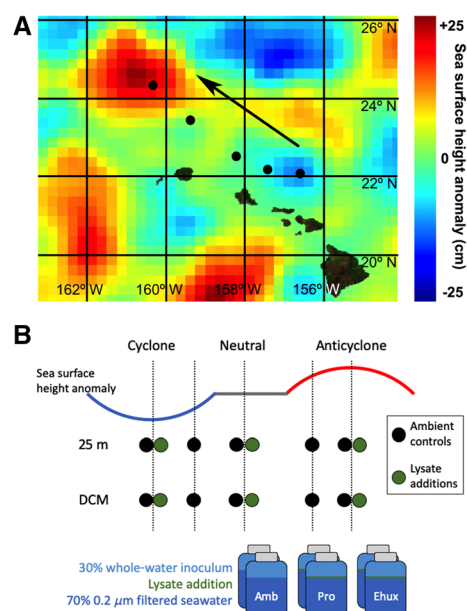 A
26° N
24° N
22° N
20° N
162° W
160° W
158° W
156° W
+25
0
-25
Sea surface height anomaly (cm)
B
Cyclone
Neutral
Anticyclone
Sea surface
height anomaly
25 m
DCM
Ambient
controls
Lysate
additions
30% whole-water inoculum
Lysate addition
70% 0.2 µm filtered seawater
Amb
Pro
Ehux